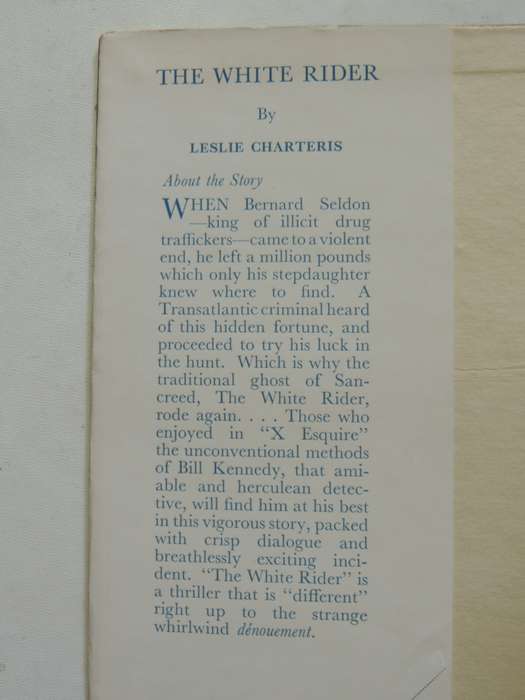 THE WHITE RIDER
By
LESLIE CHARTERIS
About the Story
WHEN Bernard Seldon
—king of illicit drug
traffickers—came to a violent
end, he left a million pounds
which only his stepdaughter
knew where to find. A
Transatlantic criminal heard
of this hidden fortune, and
proceeded to try his luck in
the hunt. Which is why the
traditional ghost of San-
creed, The White Rider,
rode again. . . . Those who
enjoyed in "X Esquire"
the unconventional methods
of Bill Kennedy, that ami-
able and herculean detec-
tive, will find him at his best
in this vigorous story, packed
with crisp dialogue and
breathlessly exciting inci-
dent. "The White Rider" is
a thriller that is "different"
right up to the strange
whirlwind dénouement.